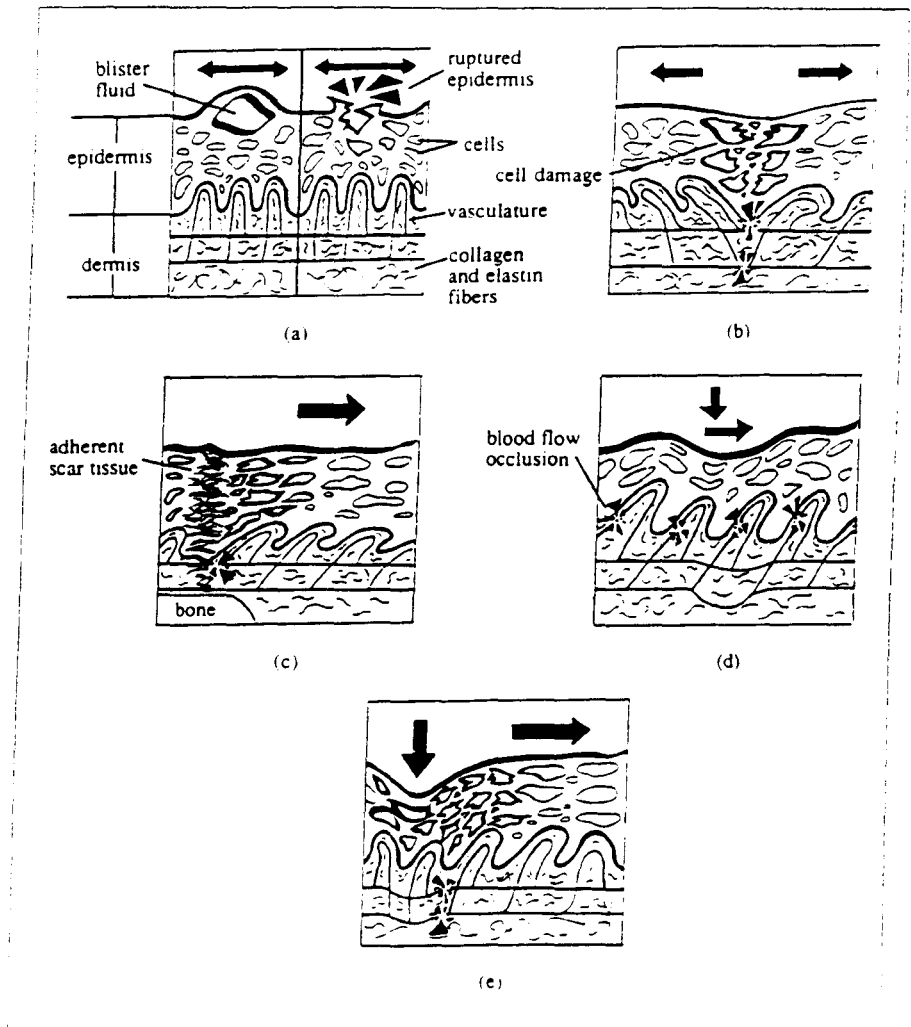 blister
fluid
ruptured
epidermis
epidermis
cells
cell damage
vasculature
dermis
collagen
and elastin
fibers
(a)
(b)
adherent
scar tissue
blood flow
occlusion
bone
(c)
(d)
(e)